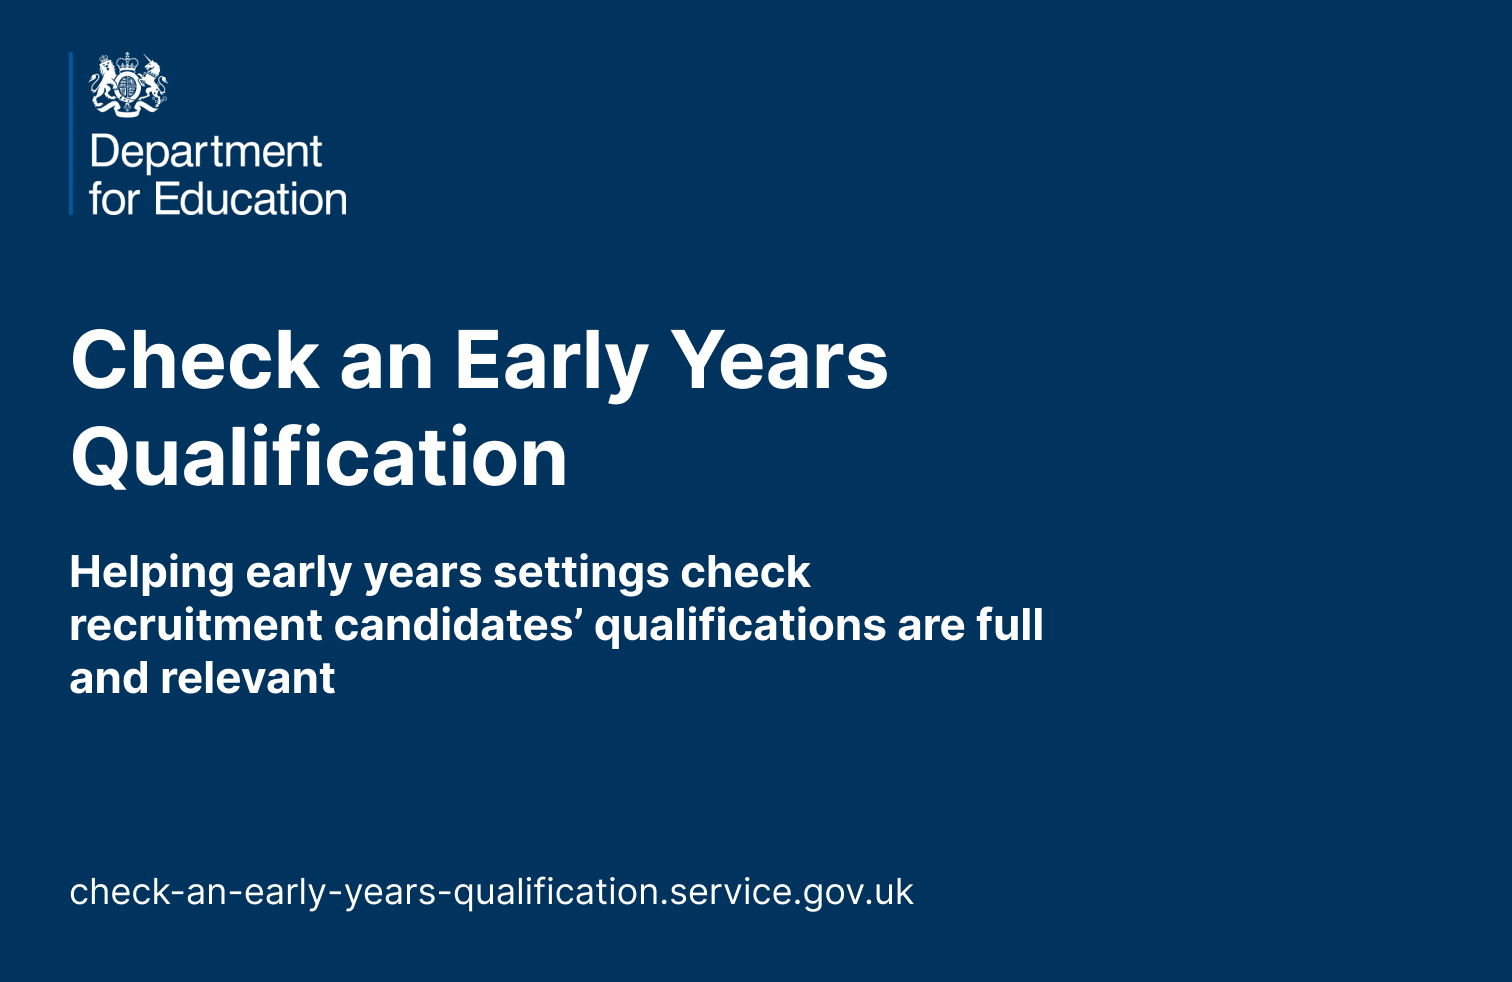 Department
for Education
Check an Early Years
Qualification
Helping early years settings check
recruitment candidates’ qualifications are full
and relevant
check-an-early-years-qualification.service.gov.uk